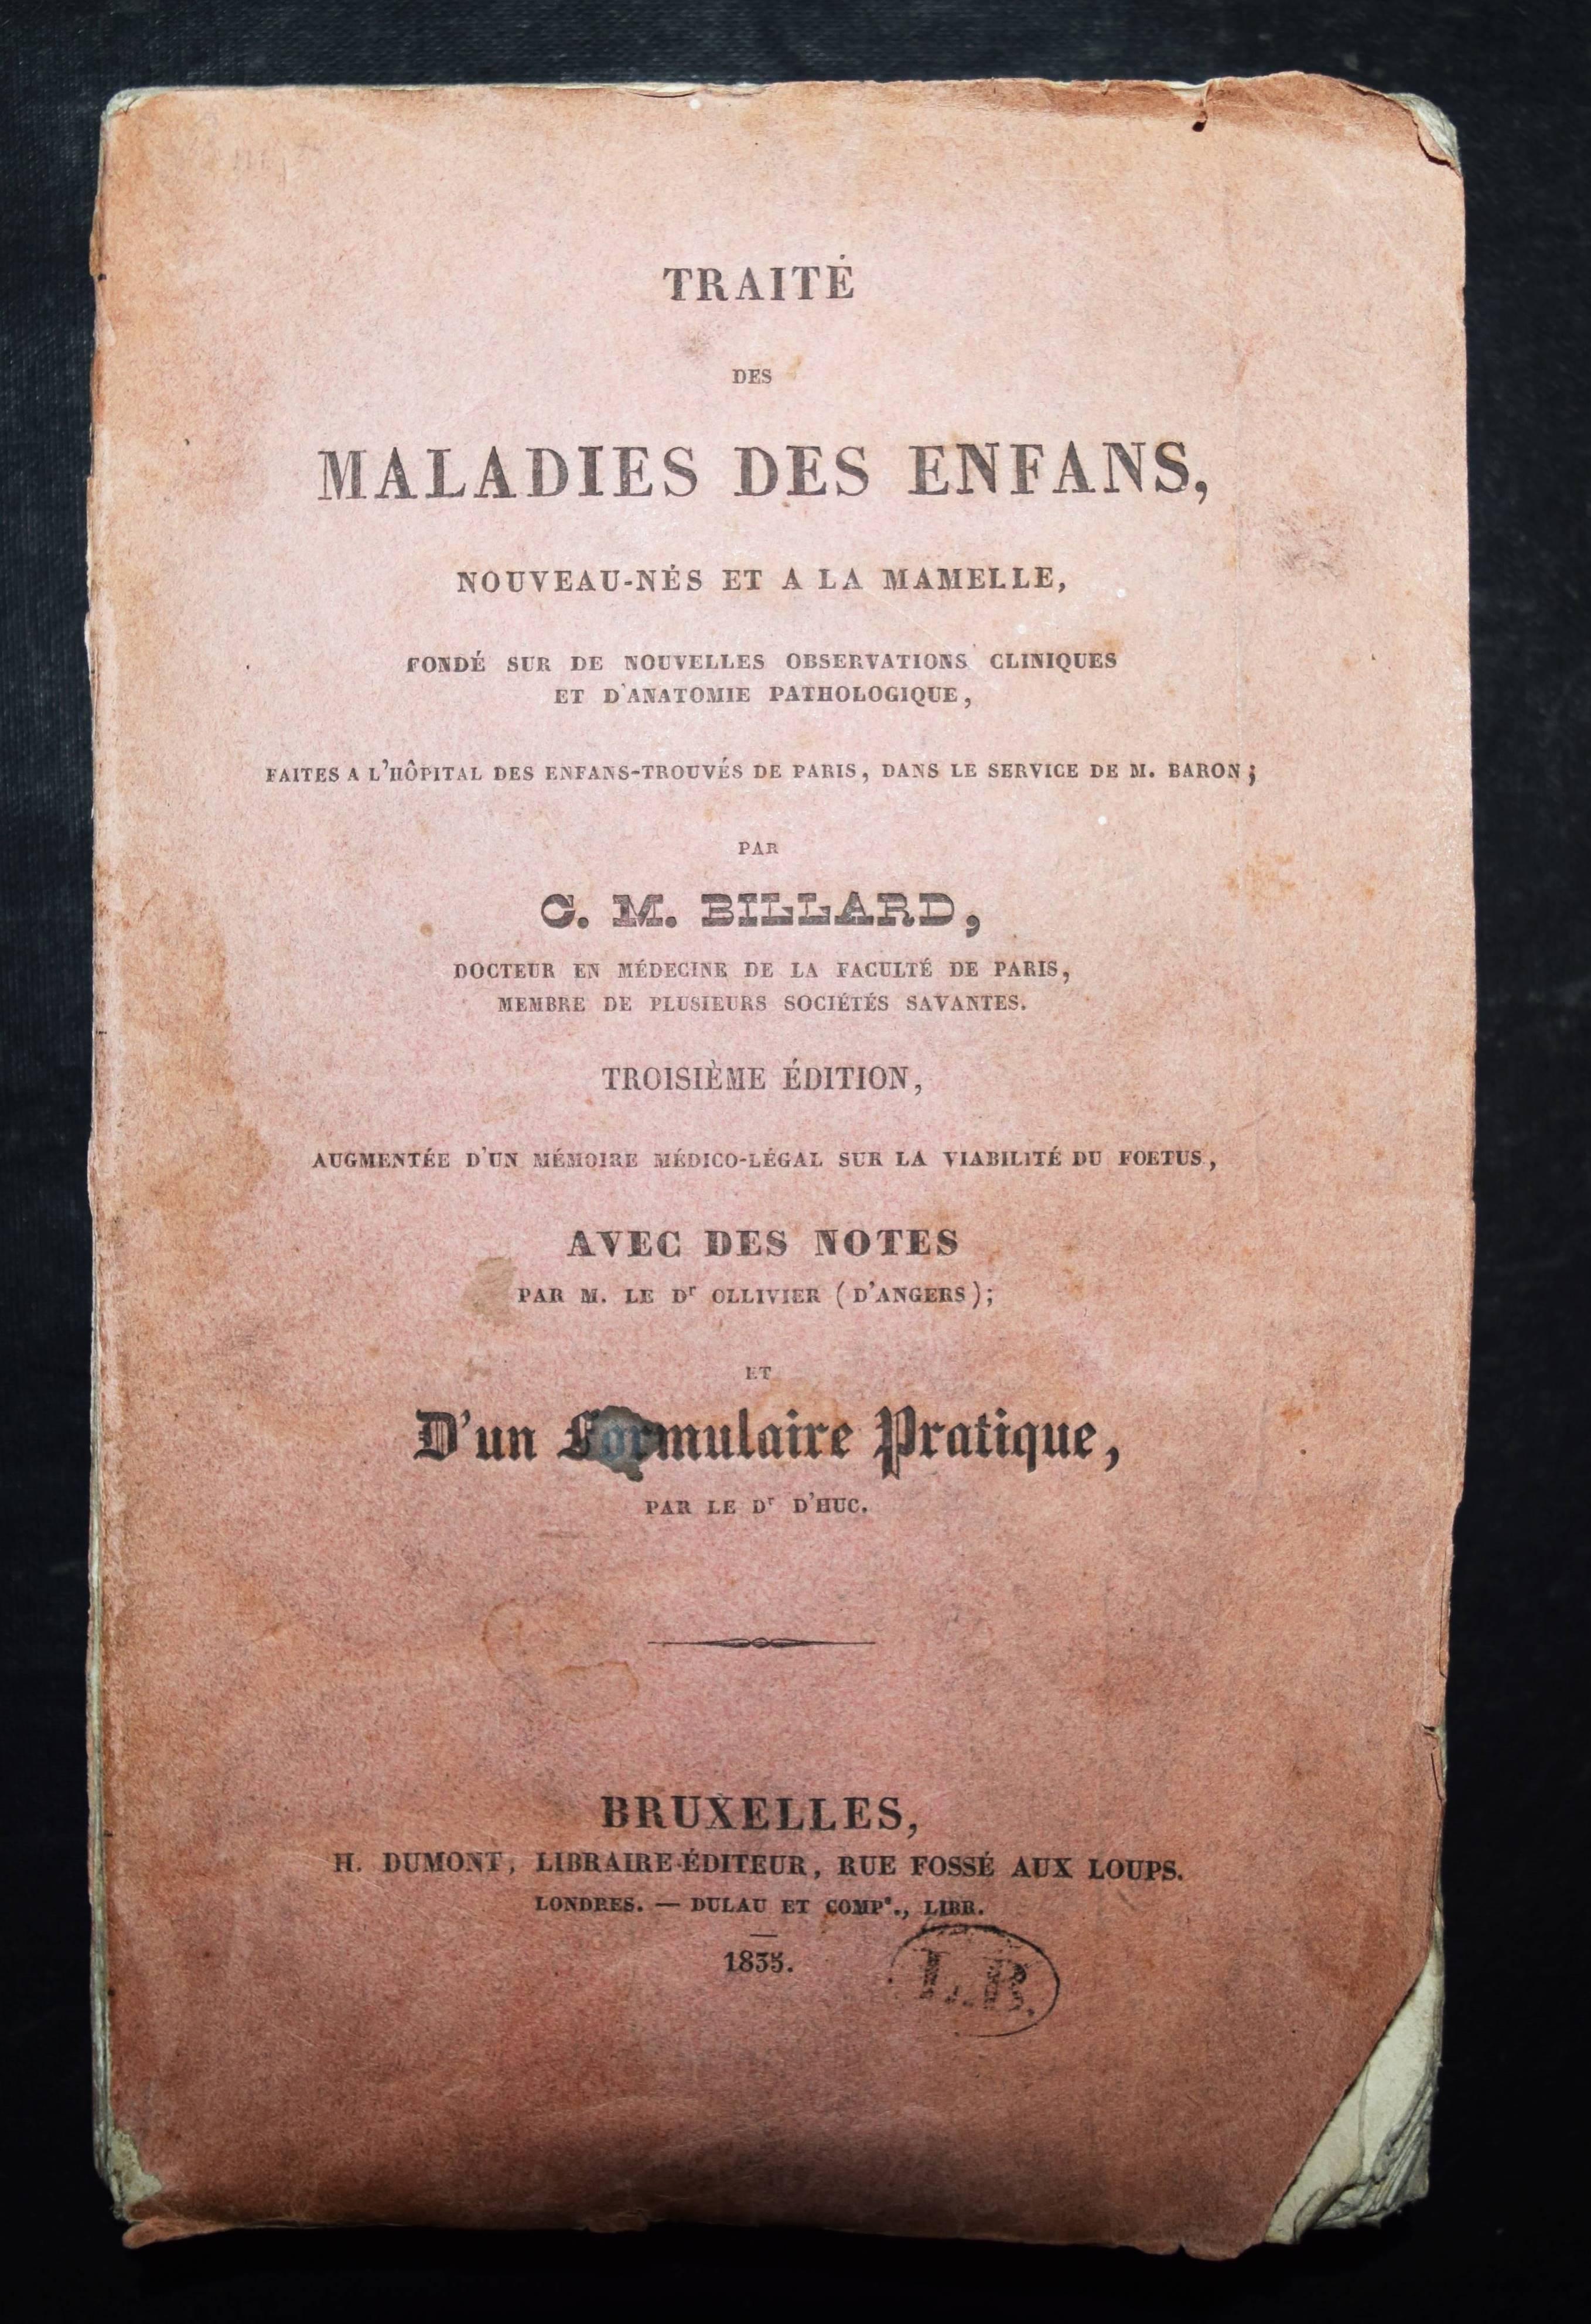 TRAITÉ
DES
MALADIES DES ENFANS,
NOUVEAU-NÉS ET A LA MAMELLE,
FONDÉ SUR DE NOUVELLES OBSERVATIONS CLINIQUES
ET D'ANATOMIE PATHOLOGIQUE,
FAITES A L'HÔPITAL DES ENFANS-TROUVÉS DE PARIS, DANS LE SERVICE DE M. BARON;
PAR
C. M. BILLARD,
DOCTEUR EN MÉDECINE DE LA FACULTÉ DE PARIS,
MEMBRE DE PLUSIEURS SOCIÉTÉS SAVANTES.
TROISIÈME ÉDITION,
AUGMENTÉE D'UN MÉMOIRE MÉDICO-LÉGAL SUR LA VIABILITÉ DU FOETUS,
AVEC DES NOTES
PAR M. LE Dr OLLIVIER (D'ANGERS);
ET
D'un Formulaire Pratique,
PAR LE Dr D'HUC.
BRUXELLES,
H. DUMONT, LIBRAIRE-ÉDITEUR, RUE FOSSÉ AUX LOUPS.
LONDRES. — DULAU ET COMPe., LIBR.
1835.
L.R.